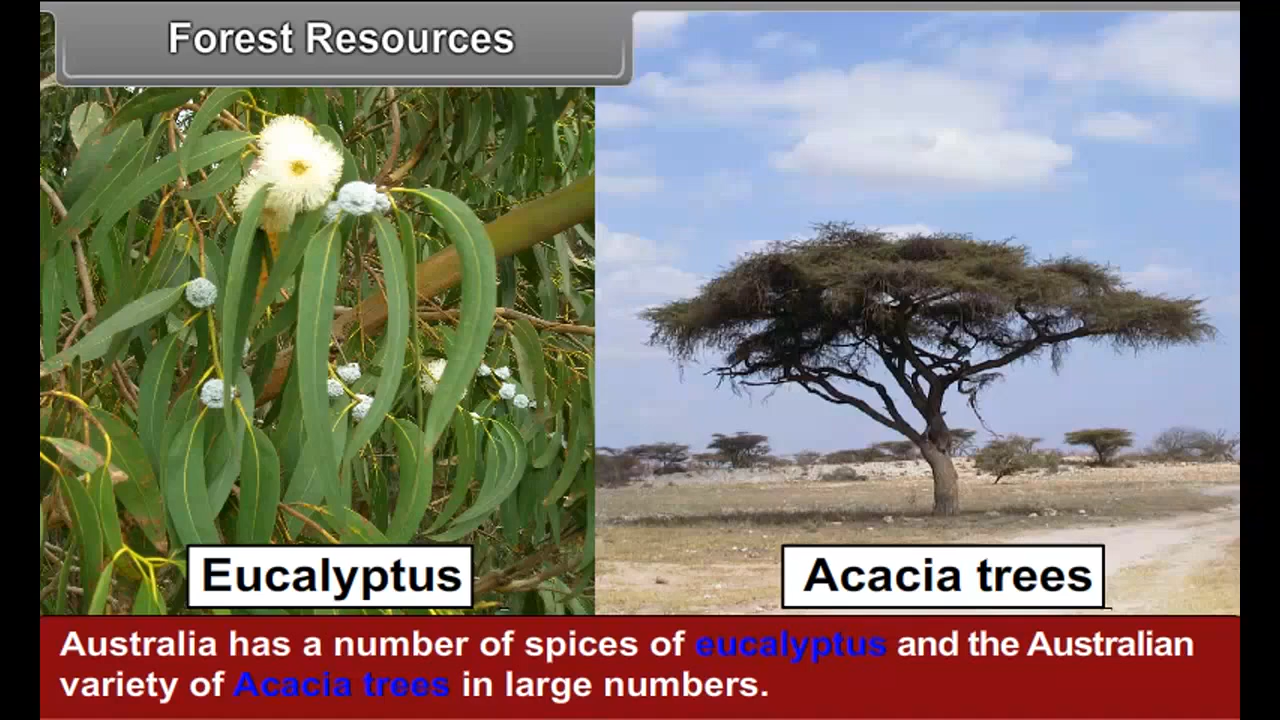 Forest Resources
Eucalyptus
Acacia trees
Australia has a number of spices of eucalyptus and the Australian
variety of Acacia trees in large numbers.